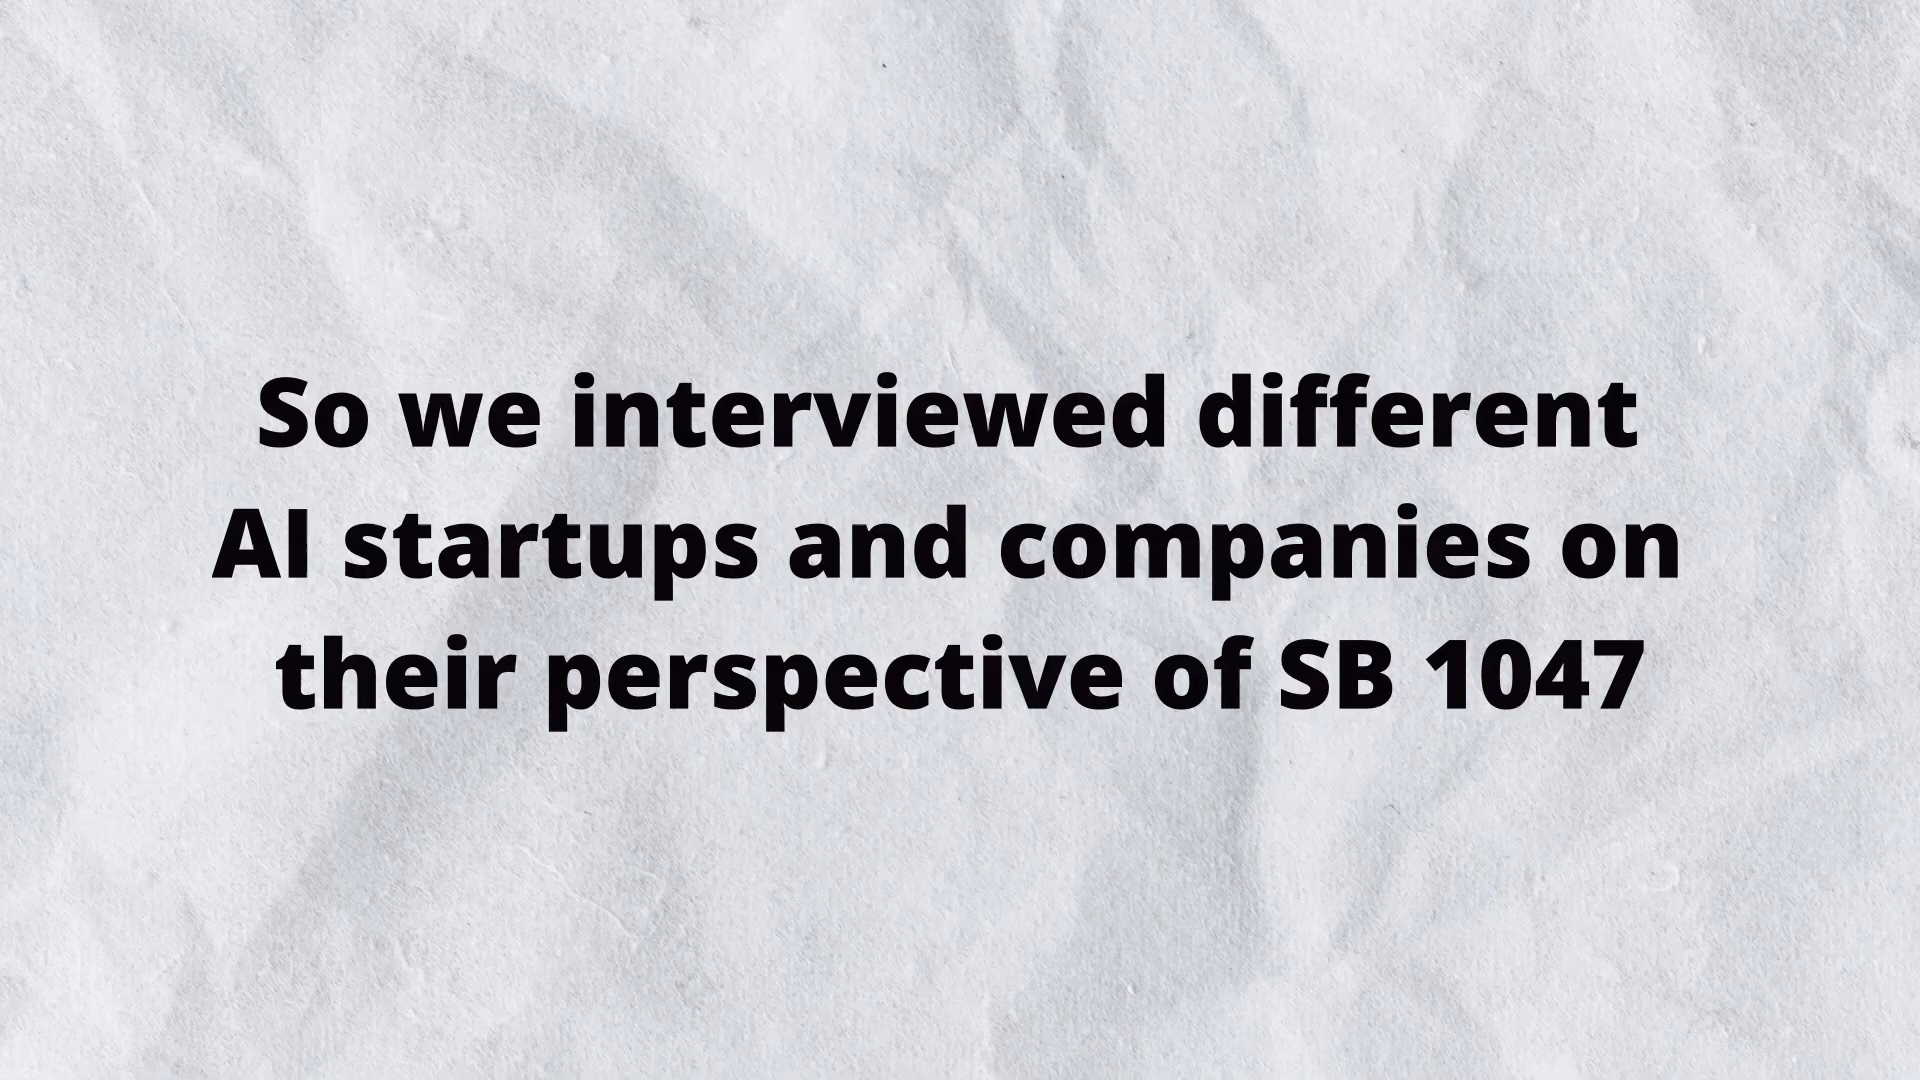 So we interviewed different
AI startups and companies on
their perspective of SB 1047